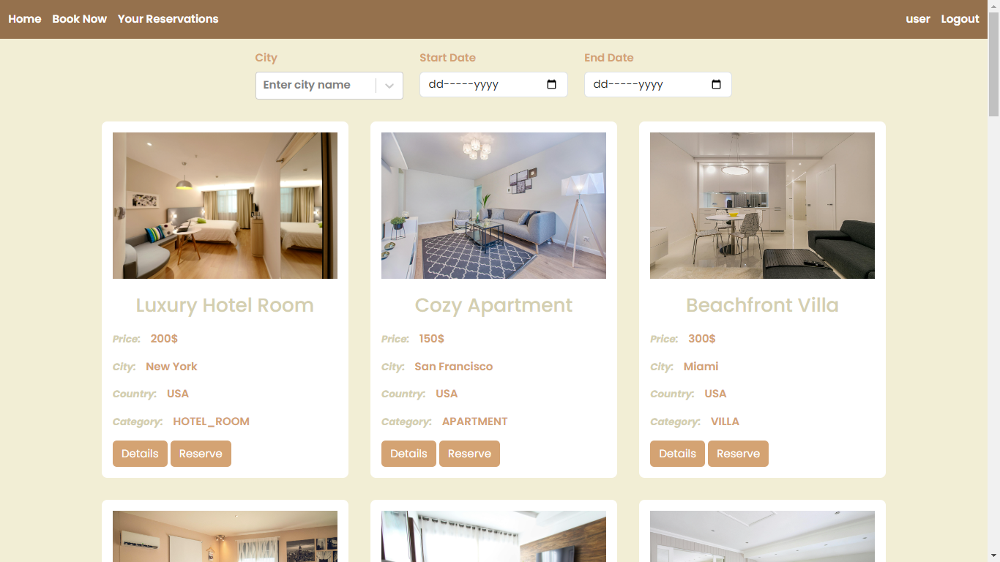 Home Book Now Your Reservations user Logout
City Start Date End Date
Enter city name dd-----yyyy dd-----yyyy
Luxury Hotel Room
Price: 200$
City: New York
Country: USA
Category: HOTEL_ROOM
Details Reserve
Cozy Apartment
Price: 150$
City: San Francisco
Country: USA
Category: APARTMENT
Details Reserve
Beachfront Villa
Price: 300$
City: Miami
Country: USA
Category: VILLA
Details Reserve